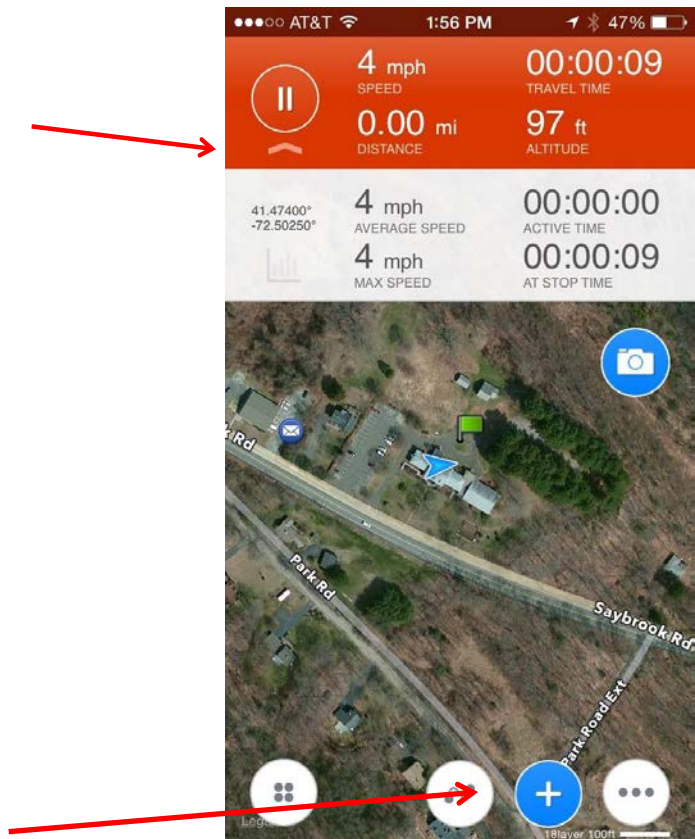 AT&T 1:56 PM 47%
4 mph 00:00:09
SPEED TRAVEL TIME
0.00 mi 97 ft
DISTANCE ALTITUDE
41.47400°
-72.50250°
4 mph 00:00:00
AVERAGE SPEED ACTIVE TIME
4 mph 00:00:09
MAX SPEED AT STOP TIME
k Rd
Park Rd
Saybrook Rd
Park Road Ext
18layer 100ft